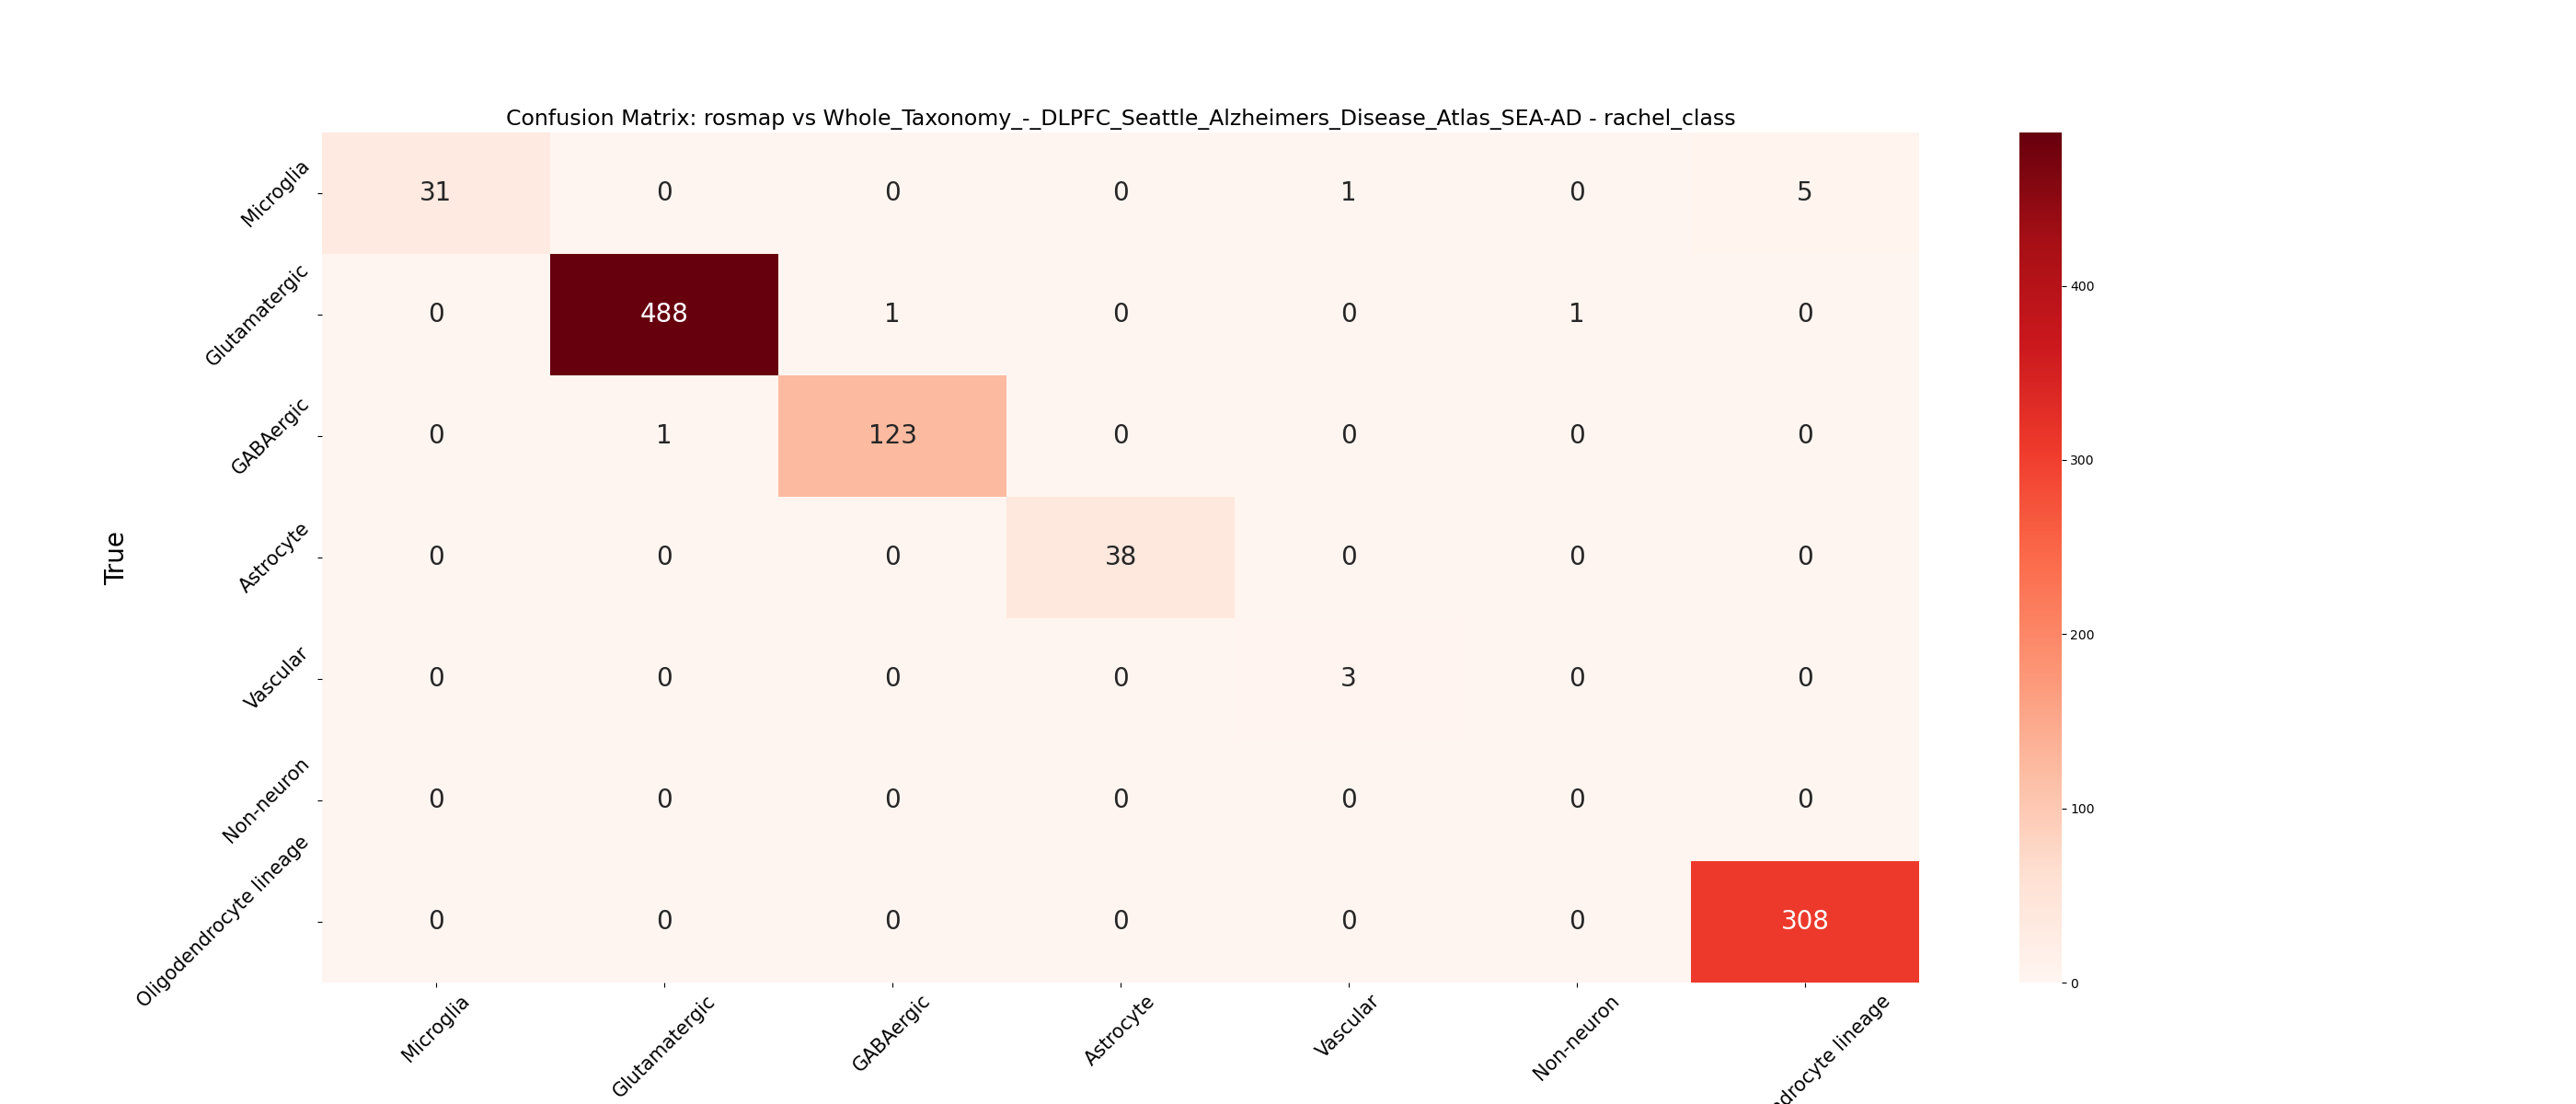 Confusion Matrix: rosmap vs Whole_Taxonomy_-_DLPFC_Seattle_Alzheimers_Disease_Atlas_SEA-AD - rachel_class
True
Microglia 31 0 0 0 1 0 5
Glutamatergic 0 488 1 0 0 1 0
GABAergic 0 1 123 0 0 0 0
Astrocyte 0 0 0 38 0 0 0
Vascular 0 0 0 0 3 0 0
Non-neuron 0 0 0 0 0 0 0
Oligodendrocyte lineage 0 0 0 0 0 0 308
Microglia Glutamatergic GABAergic Astrocyte Vascular Non-neuron ndrocyte lineage
400
300
200
100
0